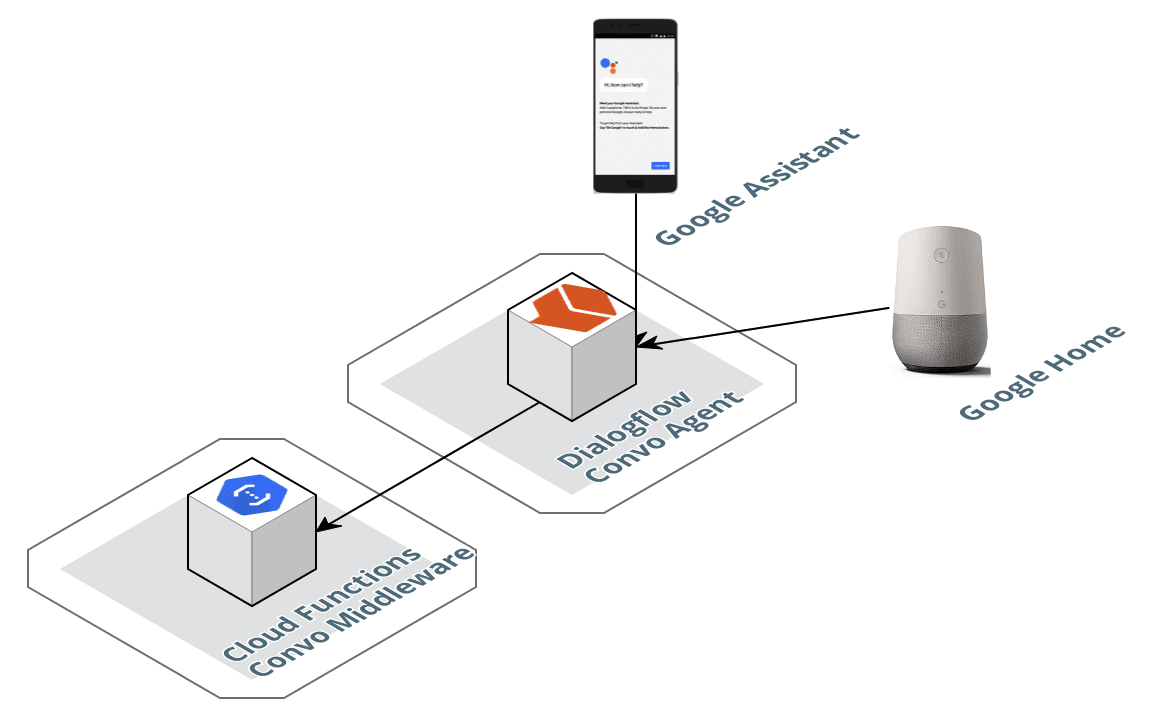 Hi, how can I help?
Meet your Google Assistant.
Google Assistant
Google Home
Dialogflow
Convo Agent
Cloud Functions
Convo Middleware